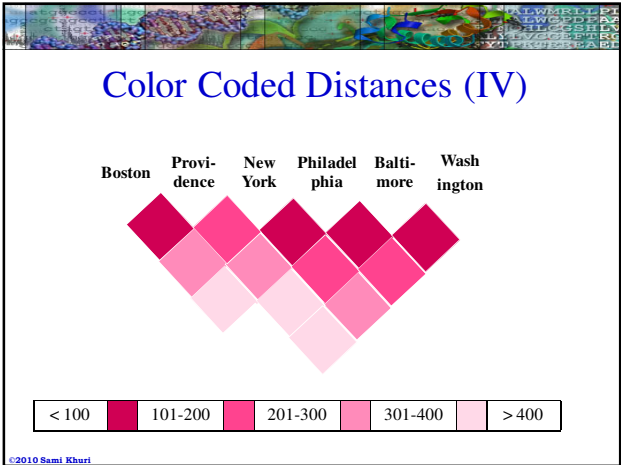 Color Coded Distances (IV)
Boston
Provi-
dence
New
York
Philadel
phia
Balti-
more
Wash
ington
< 100
101-200
201-300
301-400
> 400
©2010 Sami Khuri